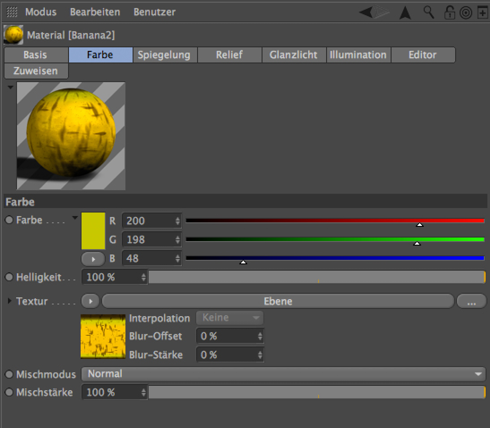 Modus Bearbeiten Benutzer
Material [Banana2]
Basis Farbe Spiegelung Relief Glanzlicht Illumination Editor
Zuweisen
Farbe
Farbe . . . . R 200
G 198
B 48
Helligkeit . . . 100 %
Textur . . . . . Ebene ...
Interpolation Keine
Blur-Offset 0 %
Blur-Stärke 0 %
Mischmodus Normal
Mischstärke 100 %